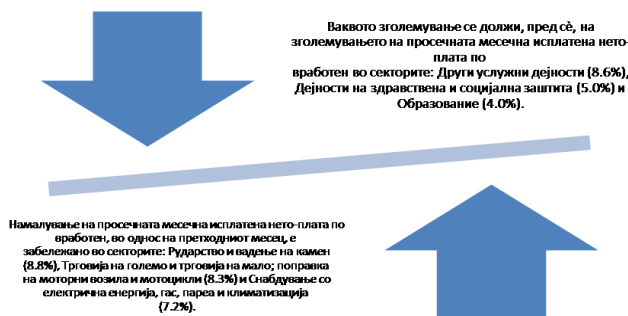 Ваквото зголемување се должи, пред сѐ, на
зголемувањето на просечната месечна исплатена нето-
плата по
вработен во секторите: Други услужни дејности (8.6%),
Дејности на здравствена и социјална заштита (5.0%) и
Образование (4.0%).
Намалување на просечната месечна исплатена нето-плата по
вработен, во однос на претходниот месец, е
забележано во секторите: Рударство и вадење на камен
(8.8%), Трговија на големо и трговија на мало; поправка
на моторни возила и мотоцикли (8.3%) и Снабдување со
електрична енергија, гас, пареа и климатизација
(7.2%).